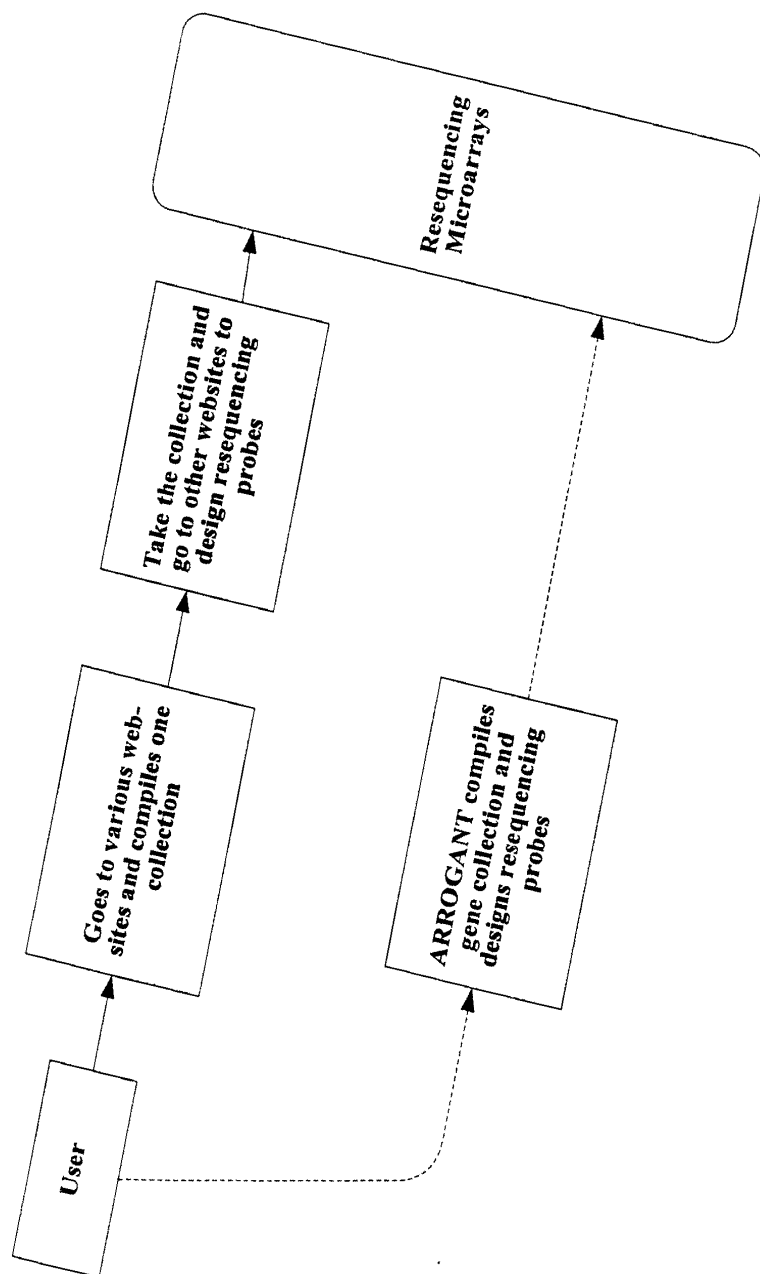 User
Goes to various web-
sites and compiles one
collection
Take the collection and
go to other websites to
design resequencing
probes
ARROGANT compiles
gene collection and
designs resequencing
probes
Resequencing
Microarrays